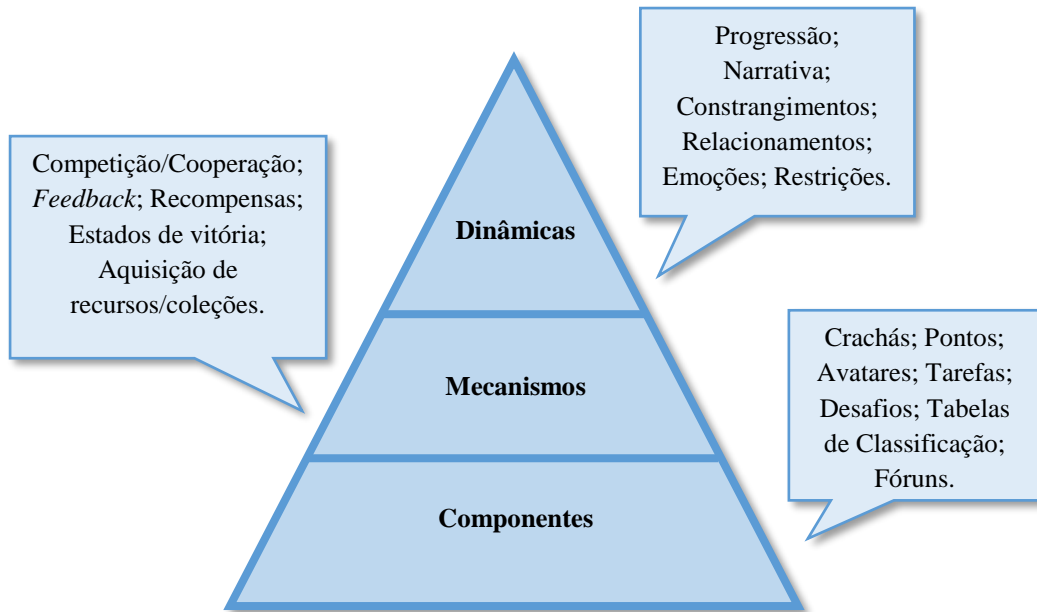 Progressão;
Narrativa;
Constrangimentos;
Relacionamentos;
Emoções; Restrições.
Competição/Cooperação;
Feedback; Recompensas;
Estados de vitória;
Aquisição de
recursos/coleções.
Dinâmicas
Crachás; Pontos;
Avatares; Tarefas;
Desafios; Tabelas
de Classificação;
Fóruns.
Mecanismos
Componentes